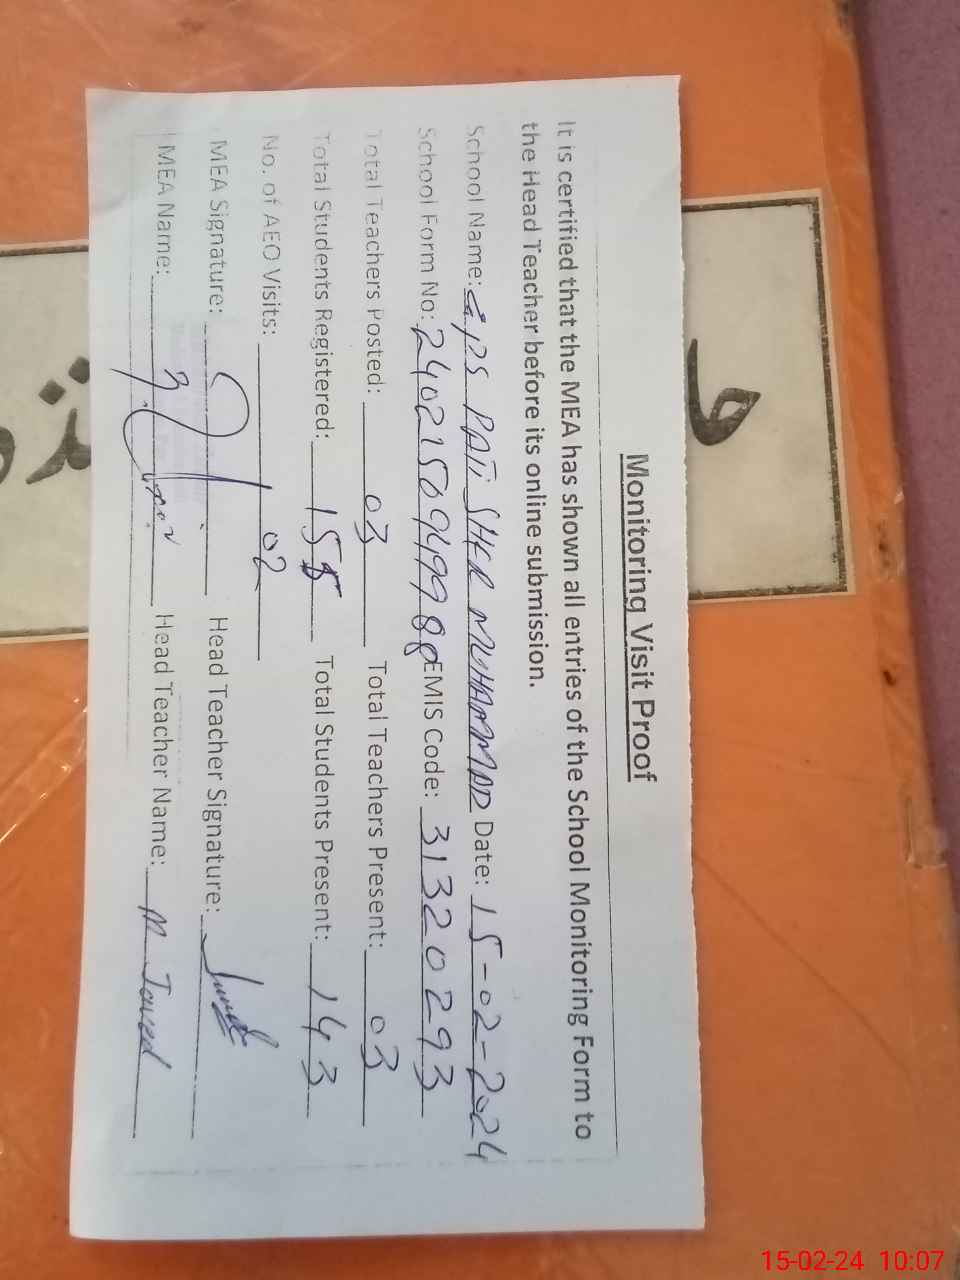 Monitoring Visit Proof
It is certified that the MEA has shown all entries of the School Monitoring Form to
the Head Teacher before its online submission.
School Name: GPS PATI SHER MUHAMMAD Date: 15-02-2024
School Form No: EMIS Code: 31320293
Total Teachers Posted: 03 Total Teachers Present: 03
Total Students Registered: 155 Total Students Present: 143
No. of AEO Visits: 02
MEA Signature: Head Teacher Signature:
MEA Name: Head Teacher Name: M Javed
15-02-24 10:07